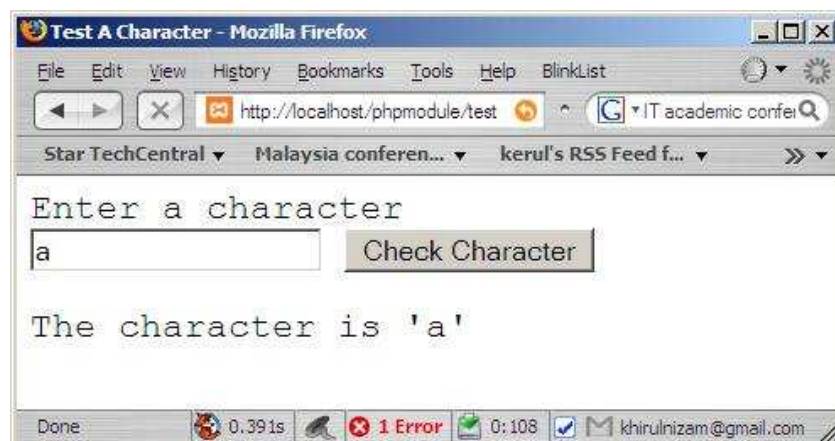 Test A Character - Mozilla Firefox
File Edit View History Bookmarks Tools Help BlinkList
http://localhost/phpmodule/test G IT academic confer
Star TechCentral Malaysia conferen... kerul's RSS Feed f... »
Enter a character
a Check Character
The character is 'a'
Done 0.391s 1 Error 0:108 khirulnizam@gmail.com